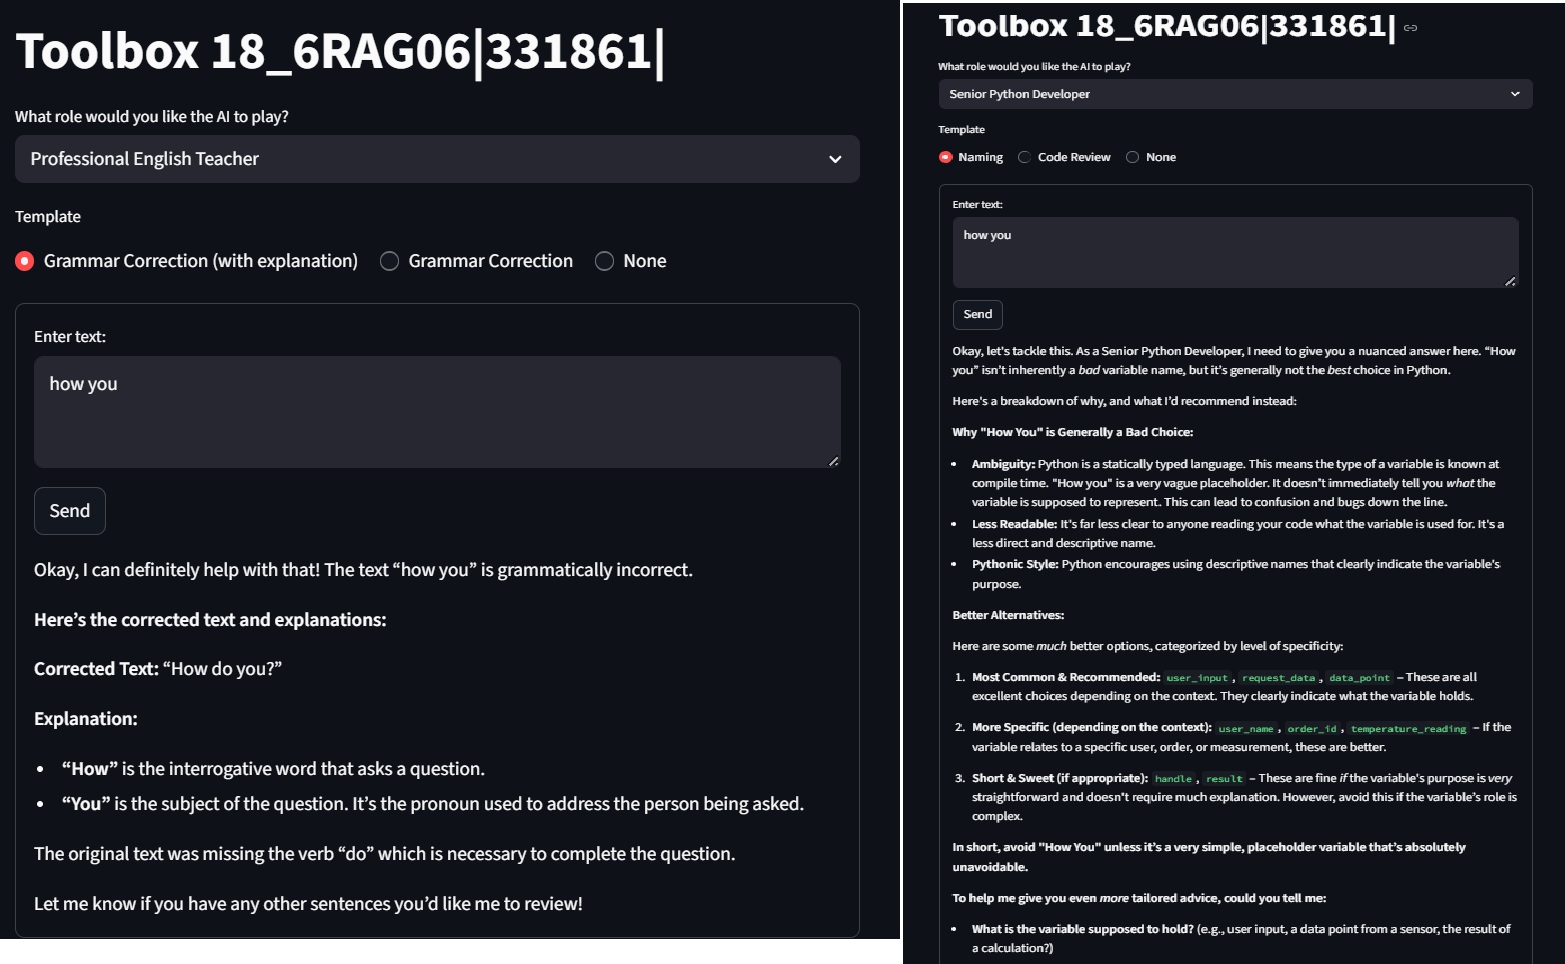 Toolbox 18_6RAG06|331861|
What role would you like the AI to play?
Professional English Teacher
Template
Grammar Correction (with explanation) Grammar Correction None
Enter text:
how you
Send
Okay, I can definitely help with that! The text “how you” is grammatically incorrect.
Here’s the corrected text and explanations:
Corrected Text: “How do you?”
Explanation:
• “How” is the interrogative word that asks a question.
• “You” is the subject of the question. It’s the pronoun used to address the person being asked.
The original text was missing the verb “do” which is necessary to complete the question.
Let me know if you have any other sentences you’d like me to review!
Toolbox 18_6RAG06|331861|
What role would you like the AI to play?
Senior Python Developer
Template
Naming Code Review None
Enter text:
how you
Send
Okay, let's tackle this. As a Senior Python Developer, I need to give you a nuanced answer here. “How
you” isn’t inherently a bad variable name, but it’s generally not the best choice in Python.
Here’s a breakdown of why, and what I’d recommend instead:
Why "How You" is Generally a Bad Choice:
• Ambiguity: Python is a statically typed language. This means the type of a variable is known at
compile time. "How you" is a very vague placeholder. It doesn’t immediately tell you what the
variable is supposed to represent. This can lead to confusion and bugs down the line.
• Less Readable: It’s far less clear to anyone reading your code what the variable is used for. It's a
less direct and descriptive name.
• Pythonic Style: Python encourages using descriptive names that clearly indicate the variable's
purpose.
Better Alternatives:
Here are some much better options, categorized by level of specificity:
1. Most Common & Recommended: user_input , request_data , data_point – These are all
excellent choices depending on the context. They clearly indicate what the variable holds.
2. More Specific (depending on the context): user_name , order_id , temperature_reading – If the
variable relates to a specific user, order, or measurement, these are better.
3. Short & Sweet (if appropriate): handle , result – These are fine if the variable's purpose is very
straightforward and doesn't require much explanation. However, avoid this if the variable’s role is
complex.
In short, avoid "How You" unless it’s a very simple, placeholder variable that’s absolutely
unavoidable.
To help me give you even more tailored advice, could you tell me:
• What is the variable supposed to hold? (e.g., user input, a data point from a sensor, the result of
a calculation?)